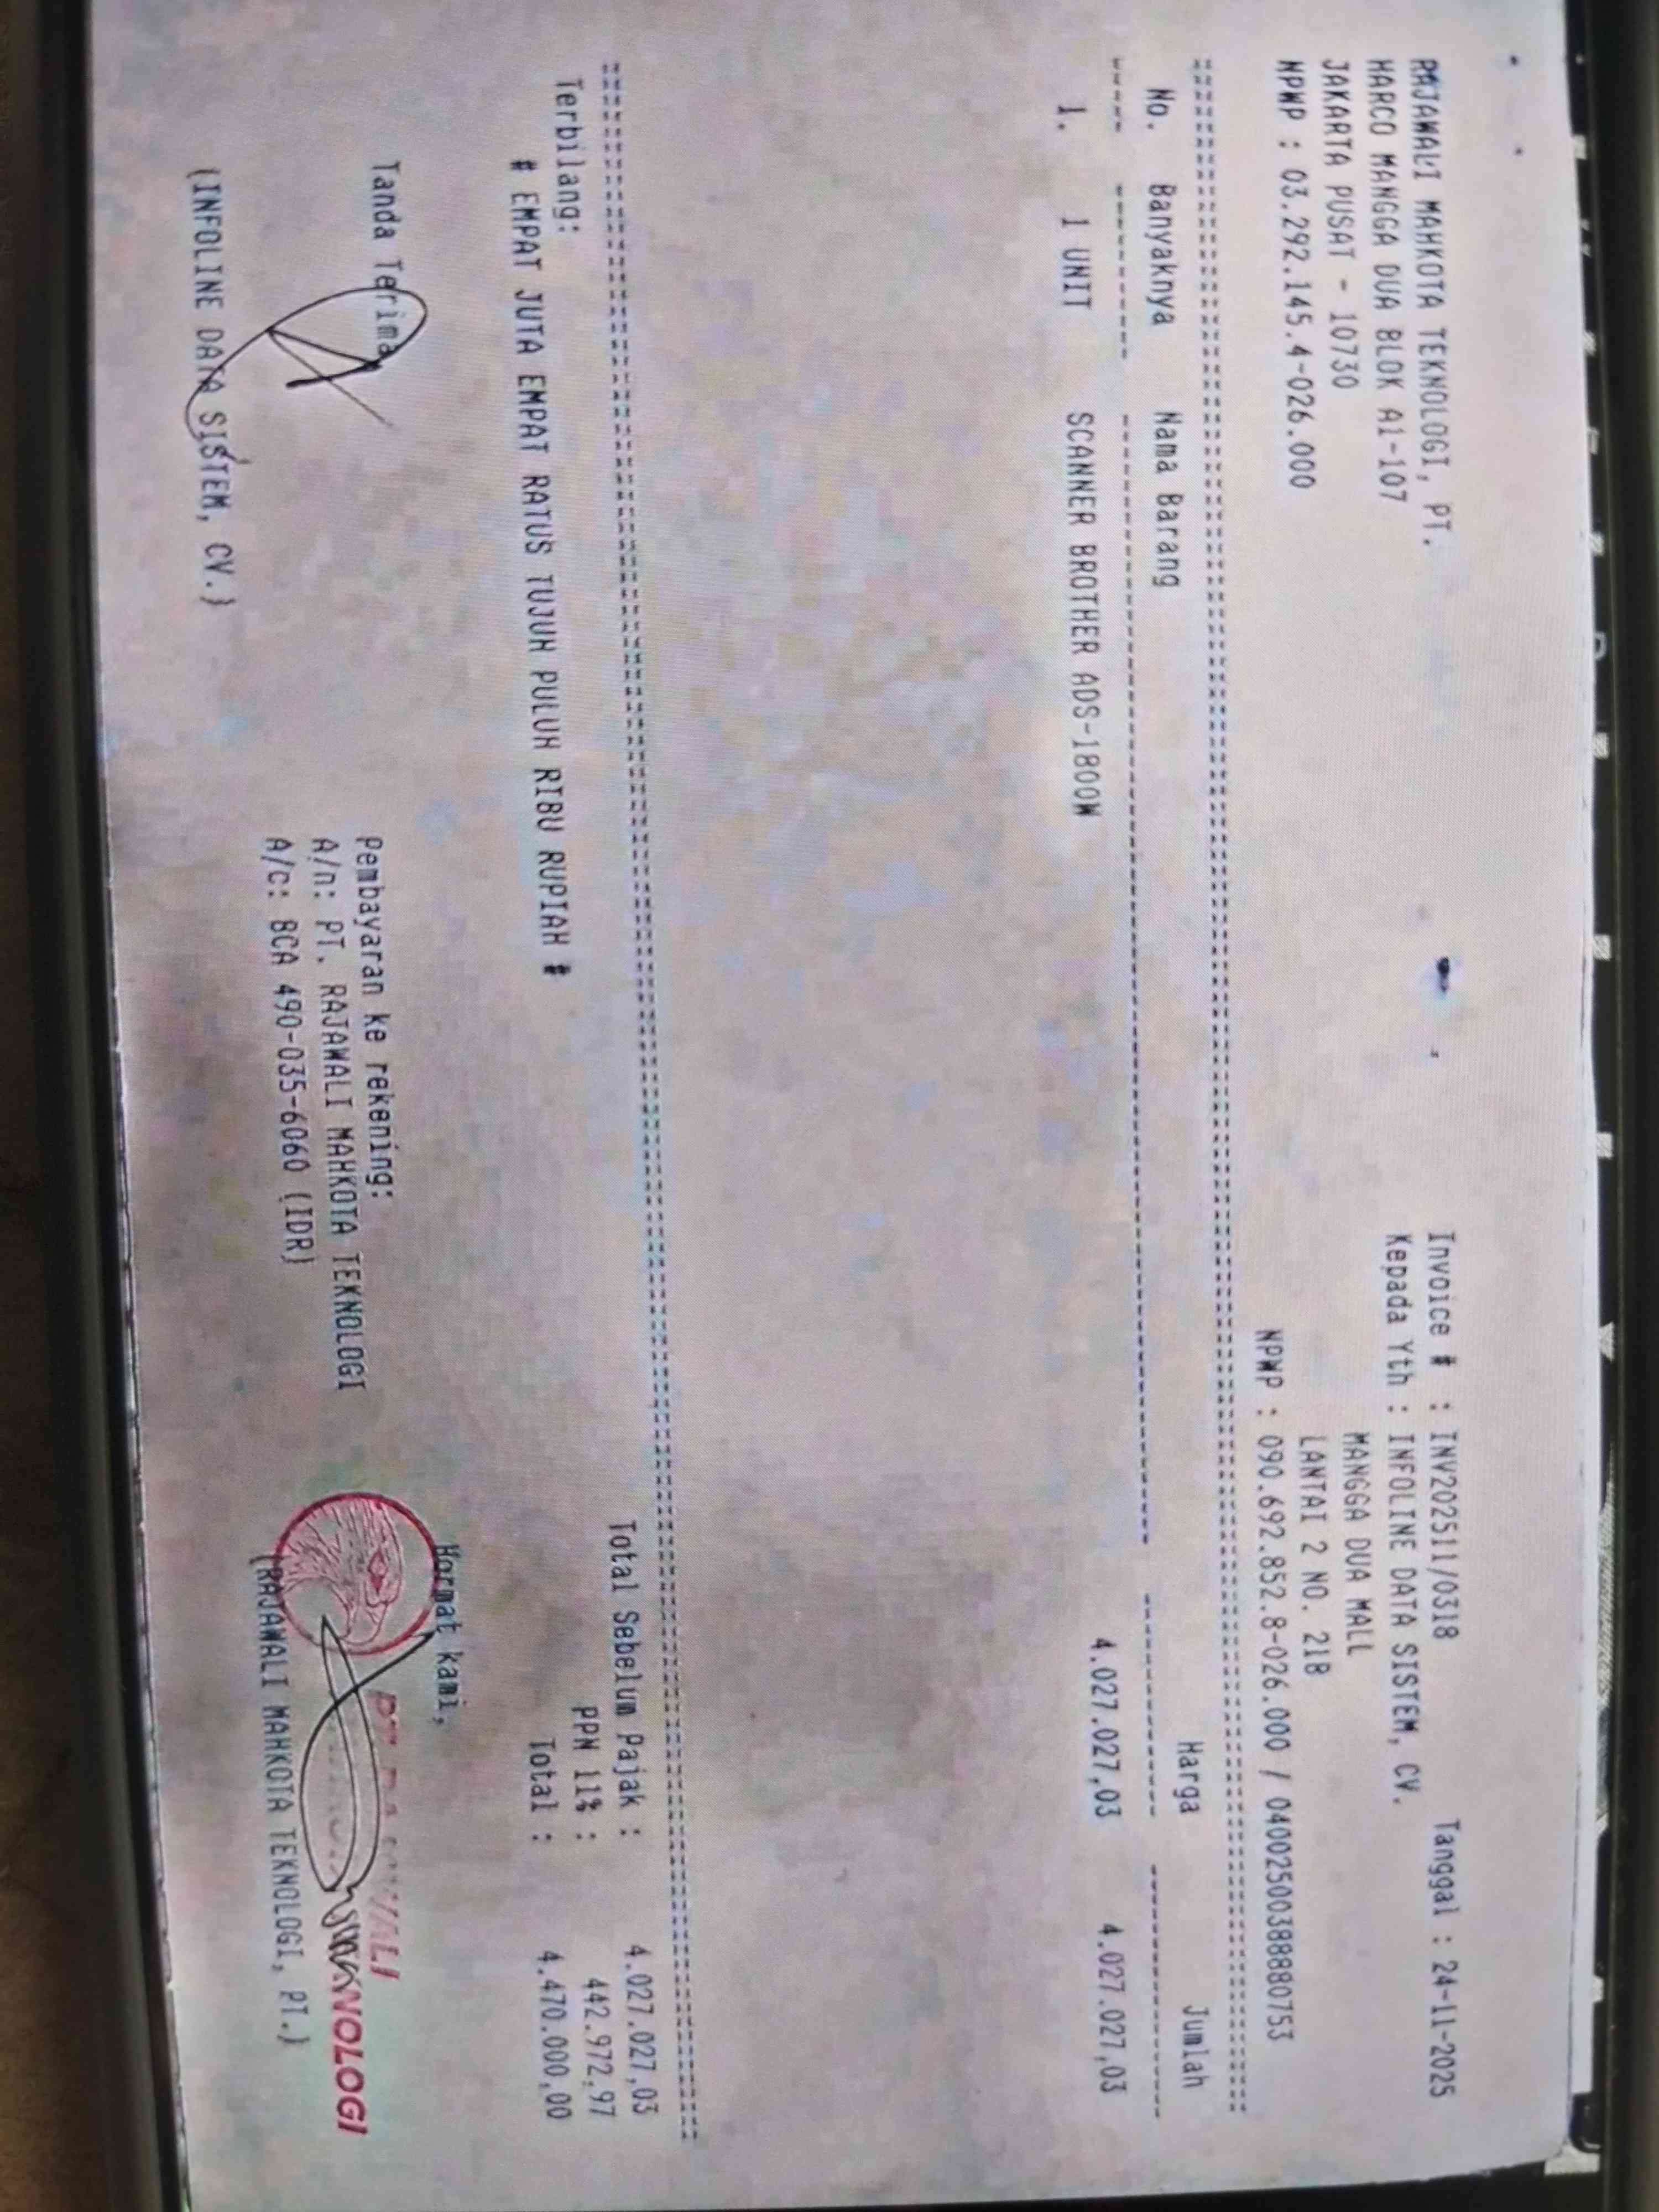 RAJAWALI MAHKOTA TEKNOLOGI, PT.
HARCO MANGGA DUA BLOK A1-107
JAKARTA PUSAT - 10730
NPWP : 03.292.145.4-026.000
Invoice # : INV202511/0318
Tanggal : 24-11-2025
Kepada Yth : INFOLINE DATA SISTEM, CV.
MANGGA DUA MALL
LANTAI 2 NO. 21B
NPWP : 090.692.852.8-026.000 / 0400250038880753
No. Banyaknya Nama Barang Harga Jumlah
1. 1 UNIT SCANNER BROTHER ADS-1800W 4.027.027,03 4.027.027,03
Total Sebelum Pajak : 4.027.027,03
PPN 11% : 442.972,97
Total : 4.470.000,00
Terbilang:
# EMPAT JUTA EMPAT RATUS TUJUH PULUH RIBU RUPIAH #
Tanda Terima
(INFOLINE DATA SISTEM, CV.)
Pembayaran ke rekening:
A/n: PT. RAJAWALI MAHKOTA TEKNOLOGI
A/c: BCA 490-035-6060 (IDR)
Hormat kami,
(RAJAWALI MAHKOTA TEKNOLOGI, PT.)